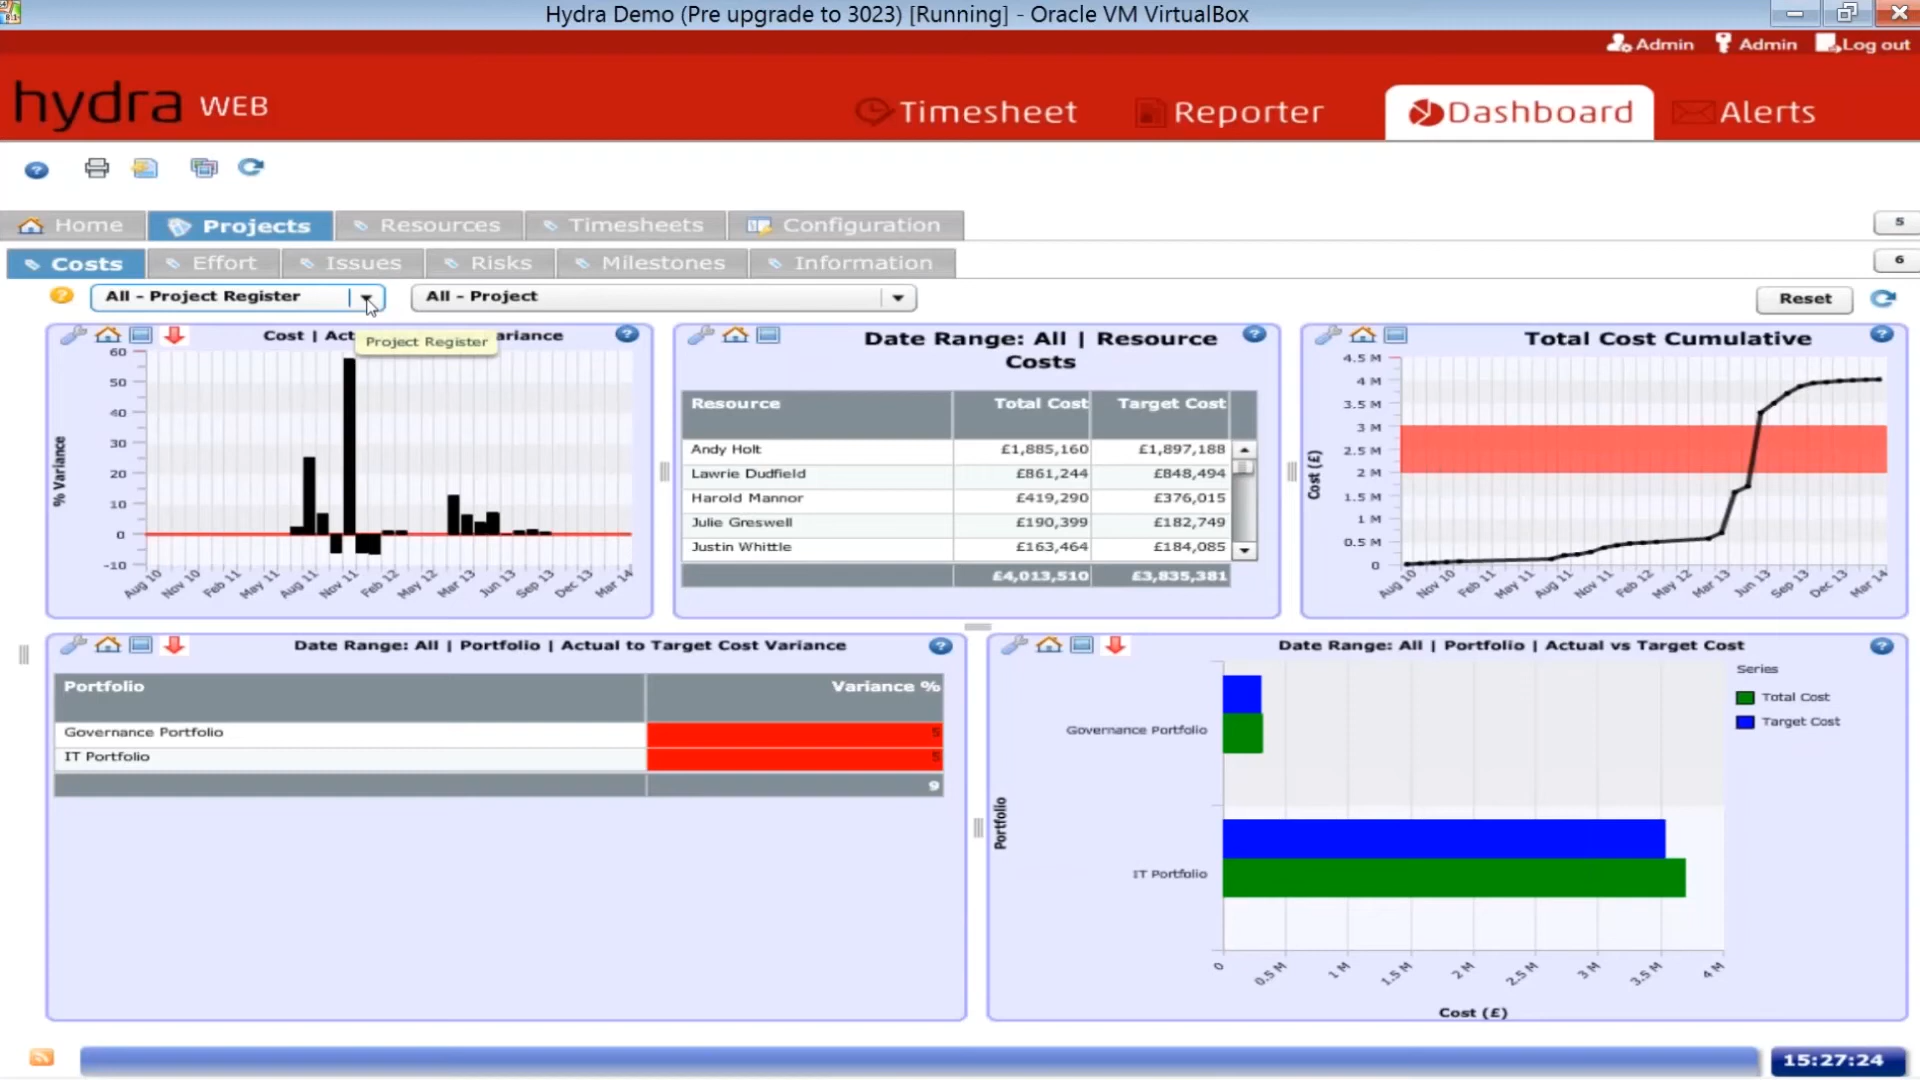 Hydra Demo (Pre upgrade to 3023) [Running] - Oracle VM VirtualBox
Admin Admin Log out
hydra WEB
Timesheet Reporter Dashboard Alerts
Home Projects Resources Timesheets Configuration 5
Costs Effort Issues Risks Milestones Information 6
All - Project Register All - Project Reset
Project Register
Cost | Act ariance
% Variance
60
50
40
30
20
10
0
-10
Aug 10 Nov 10 Feb 11 May 11 Aug 11 Nov 11 Feb 12 May 12 Mar 13 Jun 13 Sep 13 Dec 13 Mar 14
Date Range: All | Resource
Costs
Resource Total Cost Target Cost
Andy Holt £1,885,160 £1,897,188
Lawrie Dudfield £861,244 £848,494
Harold Mannor £419,290 £376,015
Julie Greswell £190,399 £182,749
Justin Whittle £163,464 £184,085
£4,013,510 £3,835,381
Total Cost Cumulative
Cost (£)
4.5 M
4 M
3.5 M
3 M
2.5 M
2 M
1.5 M
1 M
0.5 M
0
Aug 10 Nov 10 Feb 11 May 11 Aug 11 Nov 11 Feb 12 May 12 Mar 13 Jun 13 Sep 13 Dec 13 Mar 14
Date Range: All | Portfolio | Actual to Target Cost Variance
Portfolio Variance %
Governance Portfolio 5
IT Portfolio 5
9
Date Range: All | Portfolio | Actual vs Target Cost
Series
Total Cost
Target Cost
Portfolio
Governance Portfolio
IT Portfolio
0 0.5 M 1 M 1.5 M 2 M 2.5 M 3 M 3.5 M 4 M
Cost (£)
15:27:24